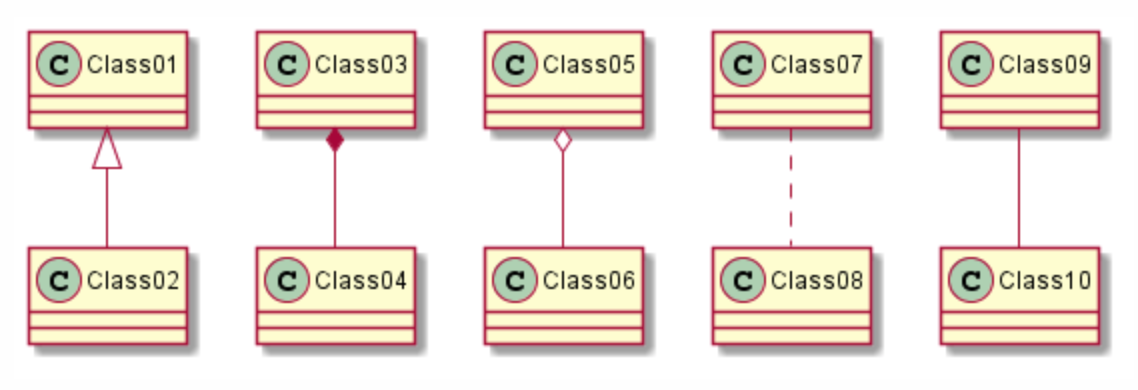 C Class01
C Class03
C Class05
C Class07
C Class09
C Class02
C Class04
C Class06
C Class08
C Class10